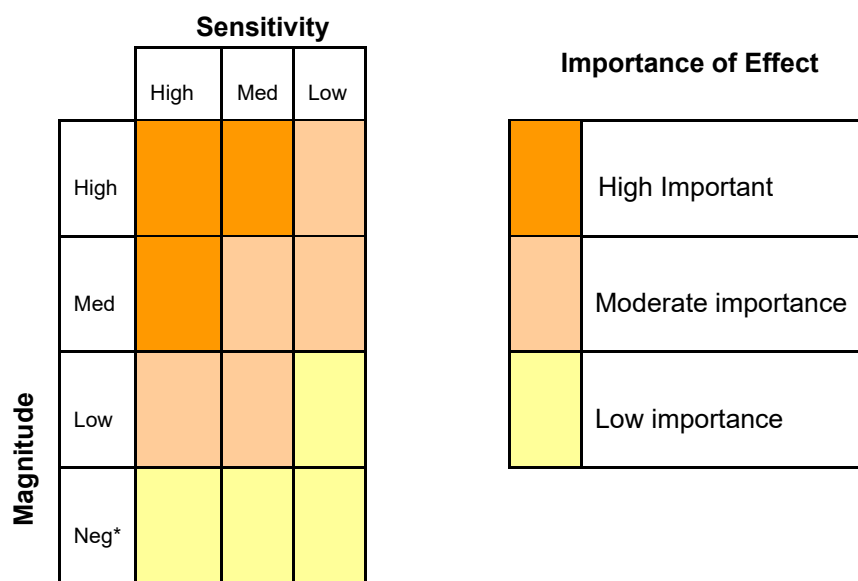 Sensitivity
Importance of Effect
High Med Low
High
High Important
Med
Moderate importance
Low
Low importance
Magnitude
Neg*